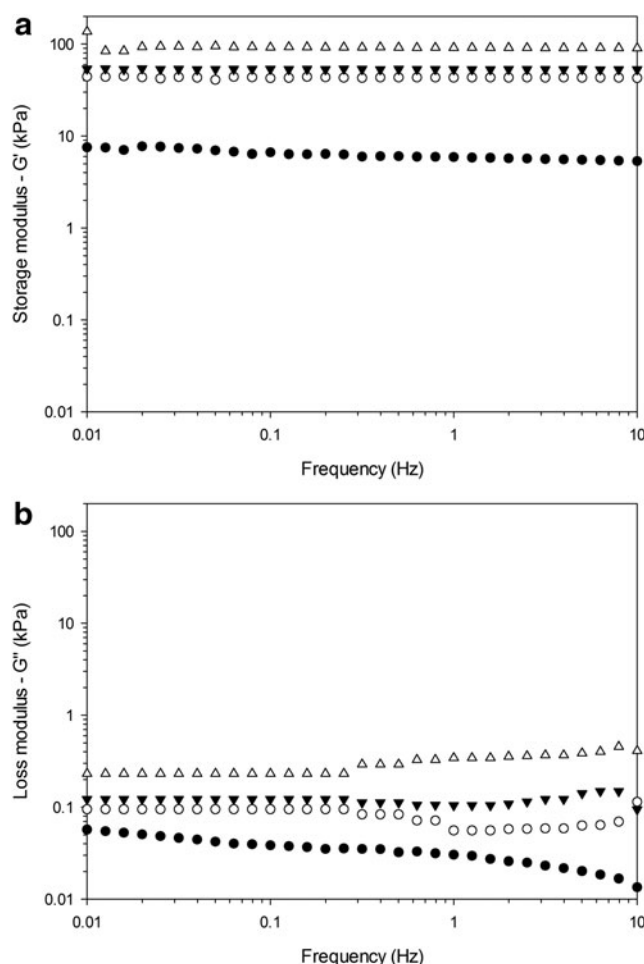 a
100
10
1
0.1
0.01
Storage modulus - G' (kPa)
0.01 0.1 1 10
Frequency (Hz)
b
100
10
1
0.1
0.01
Loss modulus - G" (kPa)
0.01 0.1 1 10
Frequency (Hz)